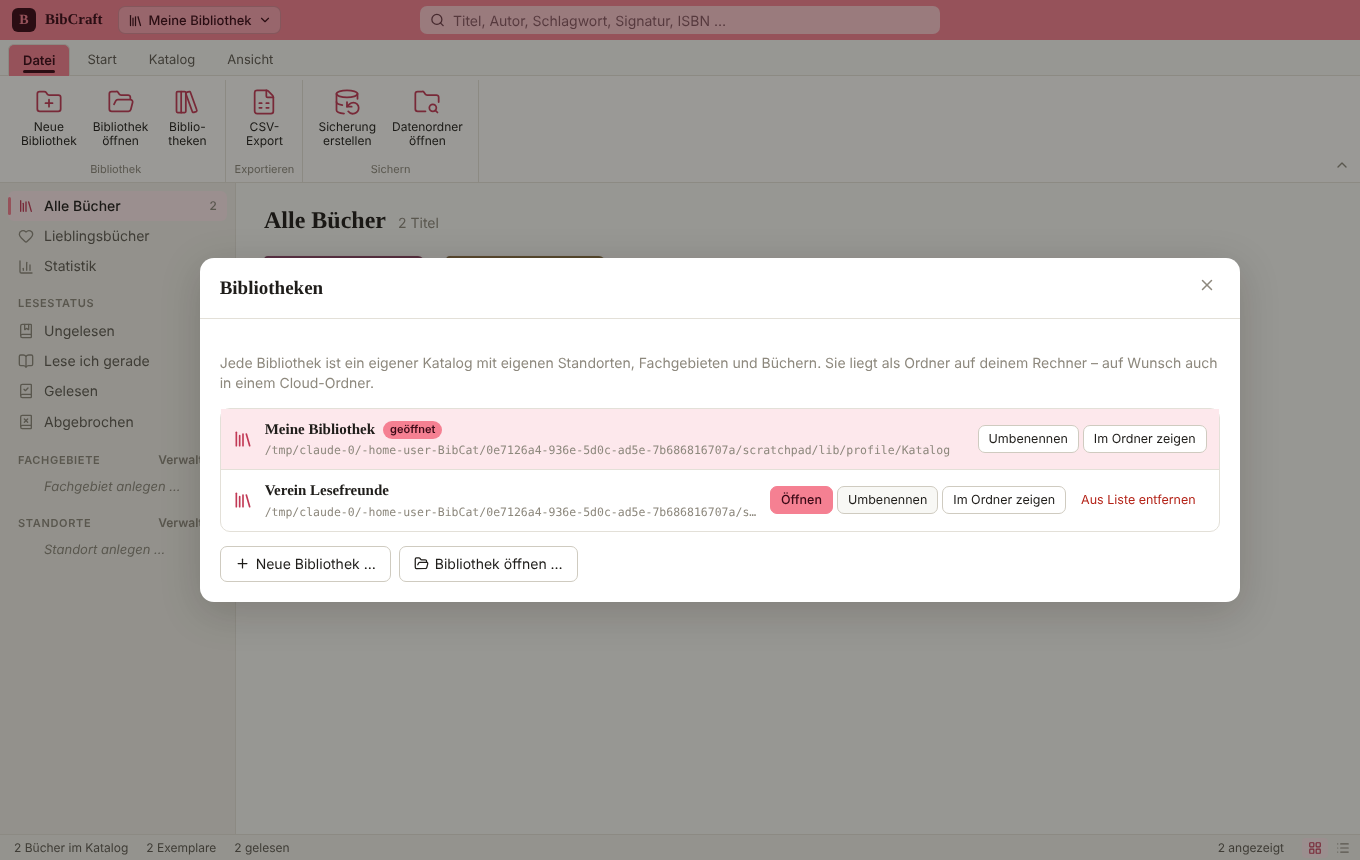 B BibCraft Meine Bibliothek Titel, Autor, Schlagwort, Signatur, ISBN ...
Datei Start Katalog Ansicht
Neue Bibliothek
Bibliothek öffnen
Biblio-
theken
CSV-
Export
Sicherung erstellen
Datenordner öffnen
Bibliothek Exportieren Sichern
Alle Bücher 2
Lieblingsbücher
Statistik
LESESTATUS
Ungelesen
Lese ich gerade
Gelesen
Abgebrochen
FACHGEBIETE Verwalt
Fachgebiet anlegen ...
STANDORTE Verwalt
Standort anlegen ...
Alle Bücher 2 Titel
Bibliotheken
Jede Bibliothek ist ein eigener Katalog mit eigenen Standorten, Fachgebieten und Büchern. Sie liegt als Ordner auf deinem Rechner – auf Wunsch auch
in einem Cloud-Ordner.
Meine Bibliothek geöffnet
/tmp/claude-0/-home-user-BibCat/0e7126a4-936e-5d0c-ad5e-7b686816707a/scratchpad/lib/profile/Katalog
Umbenennen Im Ordner zeigen
Verein Lesefreunde
/tmp/claude-0/-home-user-BibCat/0e7126a4-936e-5d0c-ad5e-7b686816707a/s…
Öffnen Umbenennen Im Ordner zeigen Aus Liste entfernen
Neue Bibliothek ... Bibliothek öffnen ...
2 Bücher im Katalog 2 Exemplare 2 gelesen 2 angezeigt